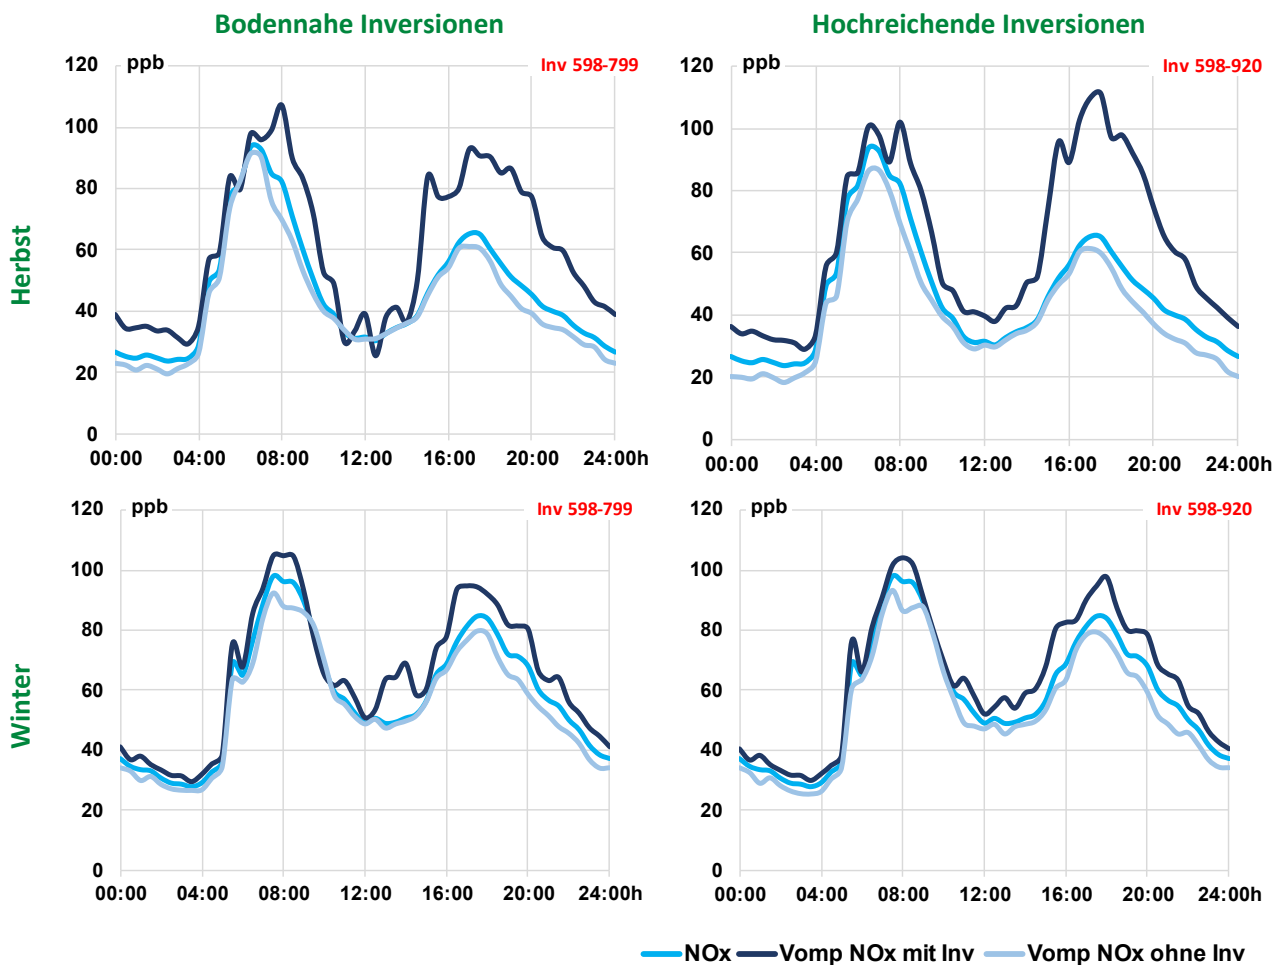 Bodennahe Inversionen
Hochreichende Inversionen
Herbst
120
ppb
Inv 598-799
100
80
60
40
20
0
00:00 04:00 08:00 12:00 16:00 20:00 24:00h
120
ppb
Inv 598-920
100
80
60
40
20
0
00:00 04:00 08:00 12:00 16:00 20:00 24:00h
Winter
120
ppb
Inv 598-799
100
80
60
40
20
0
00:00 04:00 08:00 12:00 16:00 20:00 24:00h
120
ppb
Inv 598-920
100
80
60
40
20
0
00:00 04:00 08:00 12:00 16:00 20:00 24:00h
NOx Vomp NOx mit Inv Vomp NOx ohne Inv